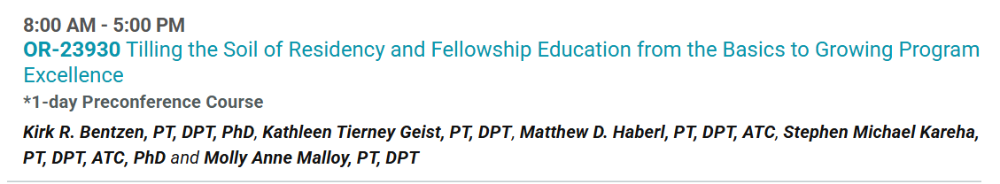 8:00 AM - 5:00 PM
OR-23930 Tilling the Soil of Residency and Fellowship Education from the Basics to Growing Program
Excellence
*1-day Preconference Course
Kirk R. Bentzen, PT, DPT, PhD, Kathleen Tierney Geist, PT, DPT, Matthew D. Haberl, PT, DPT, ATC, Stephen Michael Kareha,
PT, DPT, ATC, PhD and Molly Anne Malloy, PT, DPT